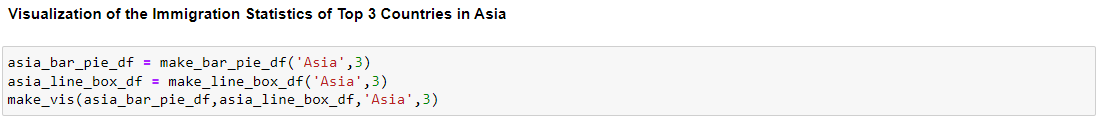 Visualization of the Immigration Statistics of Top 3 Countries in Asia
asia_bar_pie_df = make_bar_pie_df('Asia',3)
asia_line_box_df = make_line_box_df('Asia',3)
make_vis(asia_bar_pie_df,asia_line_box_df,'Asia',3)